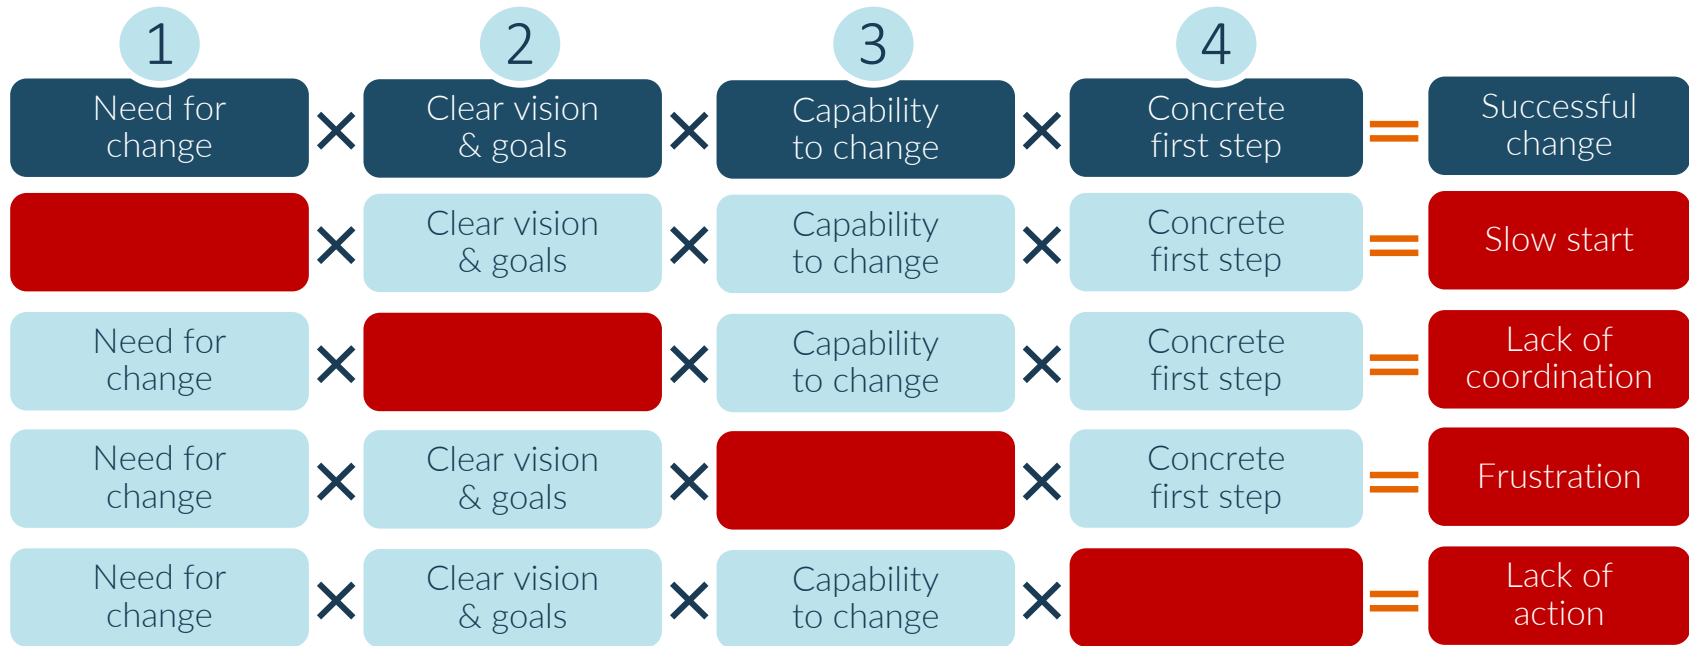 1 2 3 4
Need for change × Clear vision & goals × Capability to change × Concrete first step = Successful change
× Clear vision & goals × Capability to change × Concrete first step = Slow start
Need for change × × Capability to change × Concrete first step = Lack of coordination
Need for change × Clear vision & goals × × Concrete first step = Frustration
Need for change × Clear vision & goals × Capability to change × = Lack of action